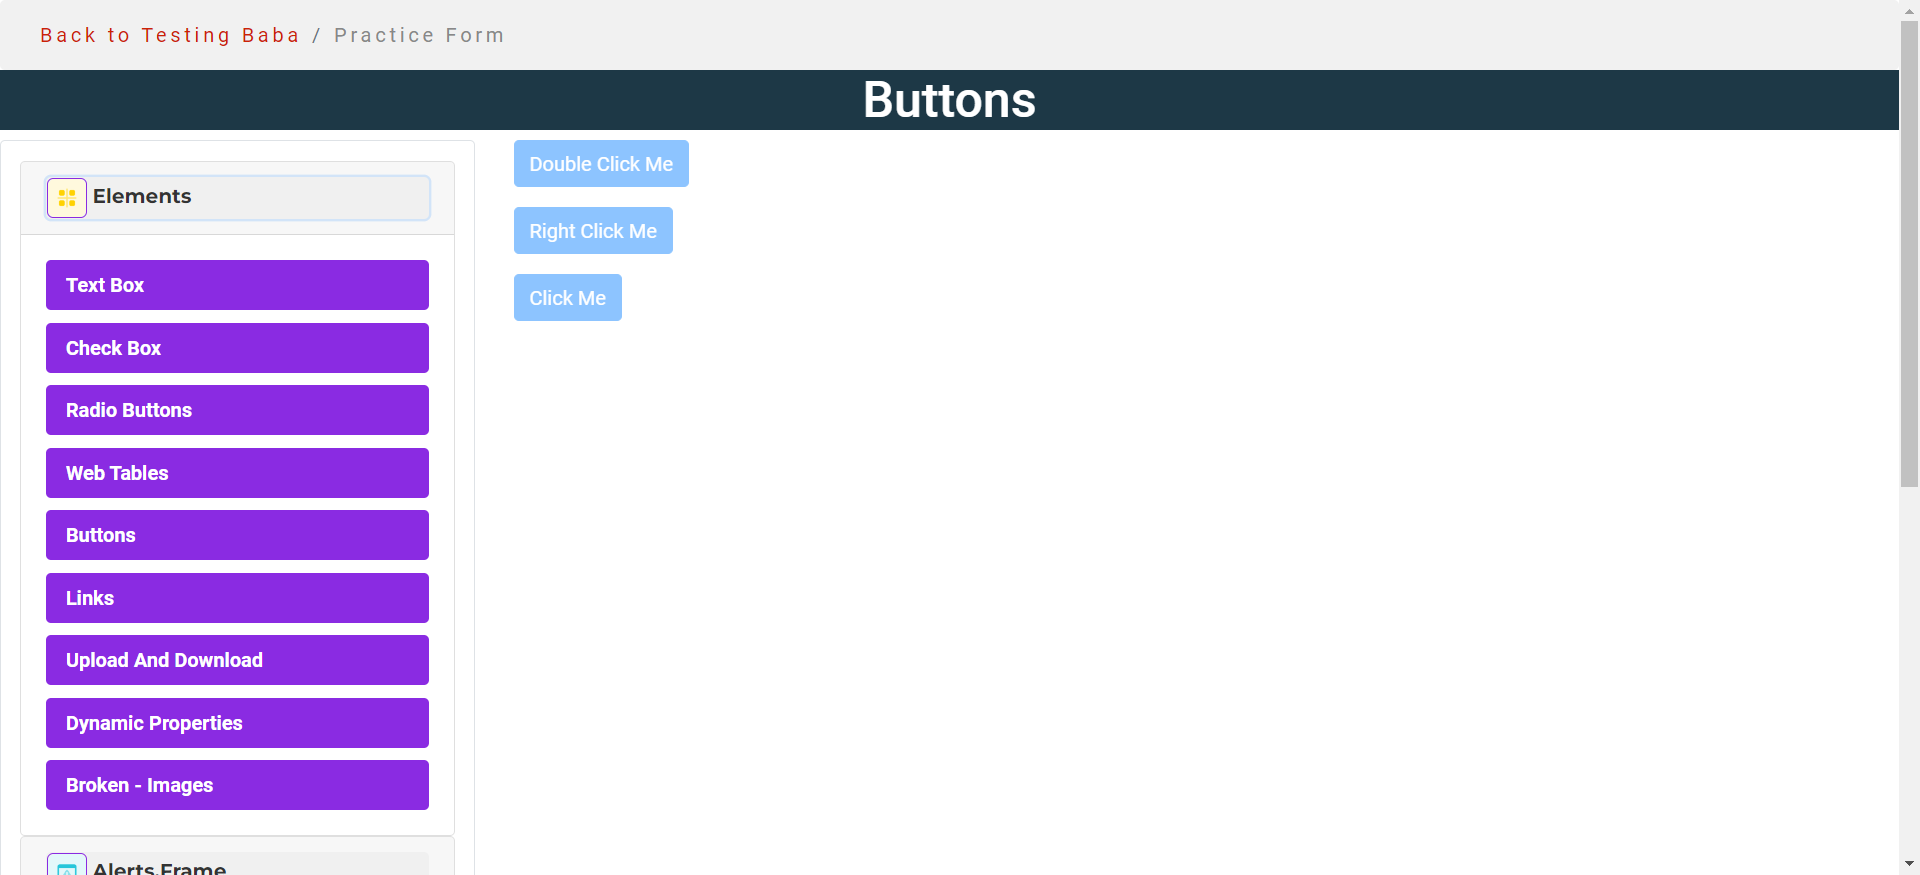 Back to Testing Baba / Practice Form
Buttons
Elements
Text Box
Check Box
Radio Buttons
Web Tables
Buttons
Links
Upload And Download
Dynamic Properties
Broken - Images
Alerts,Frame
Double Click Me
Right Click Me
Click Me